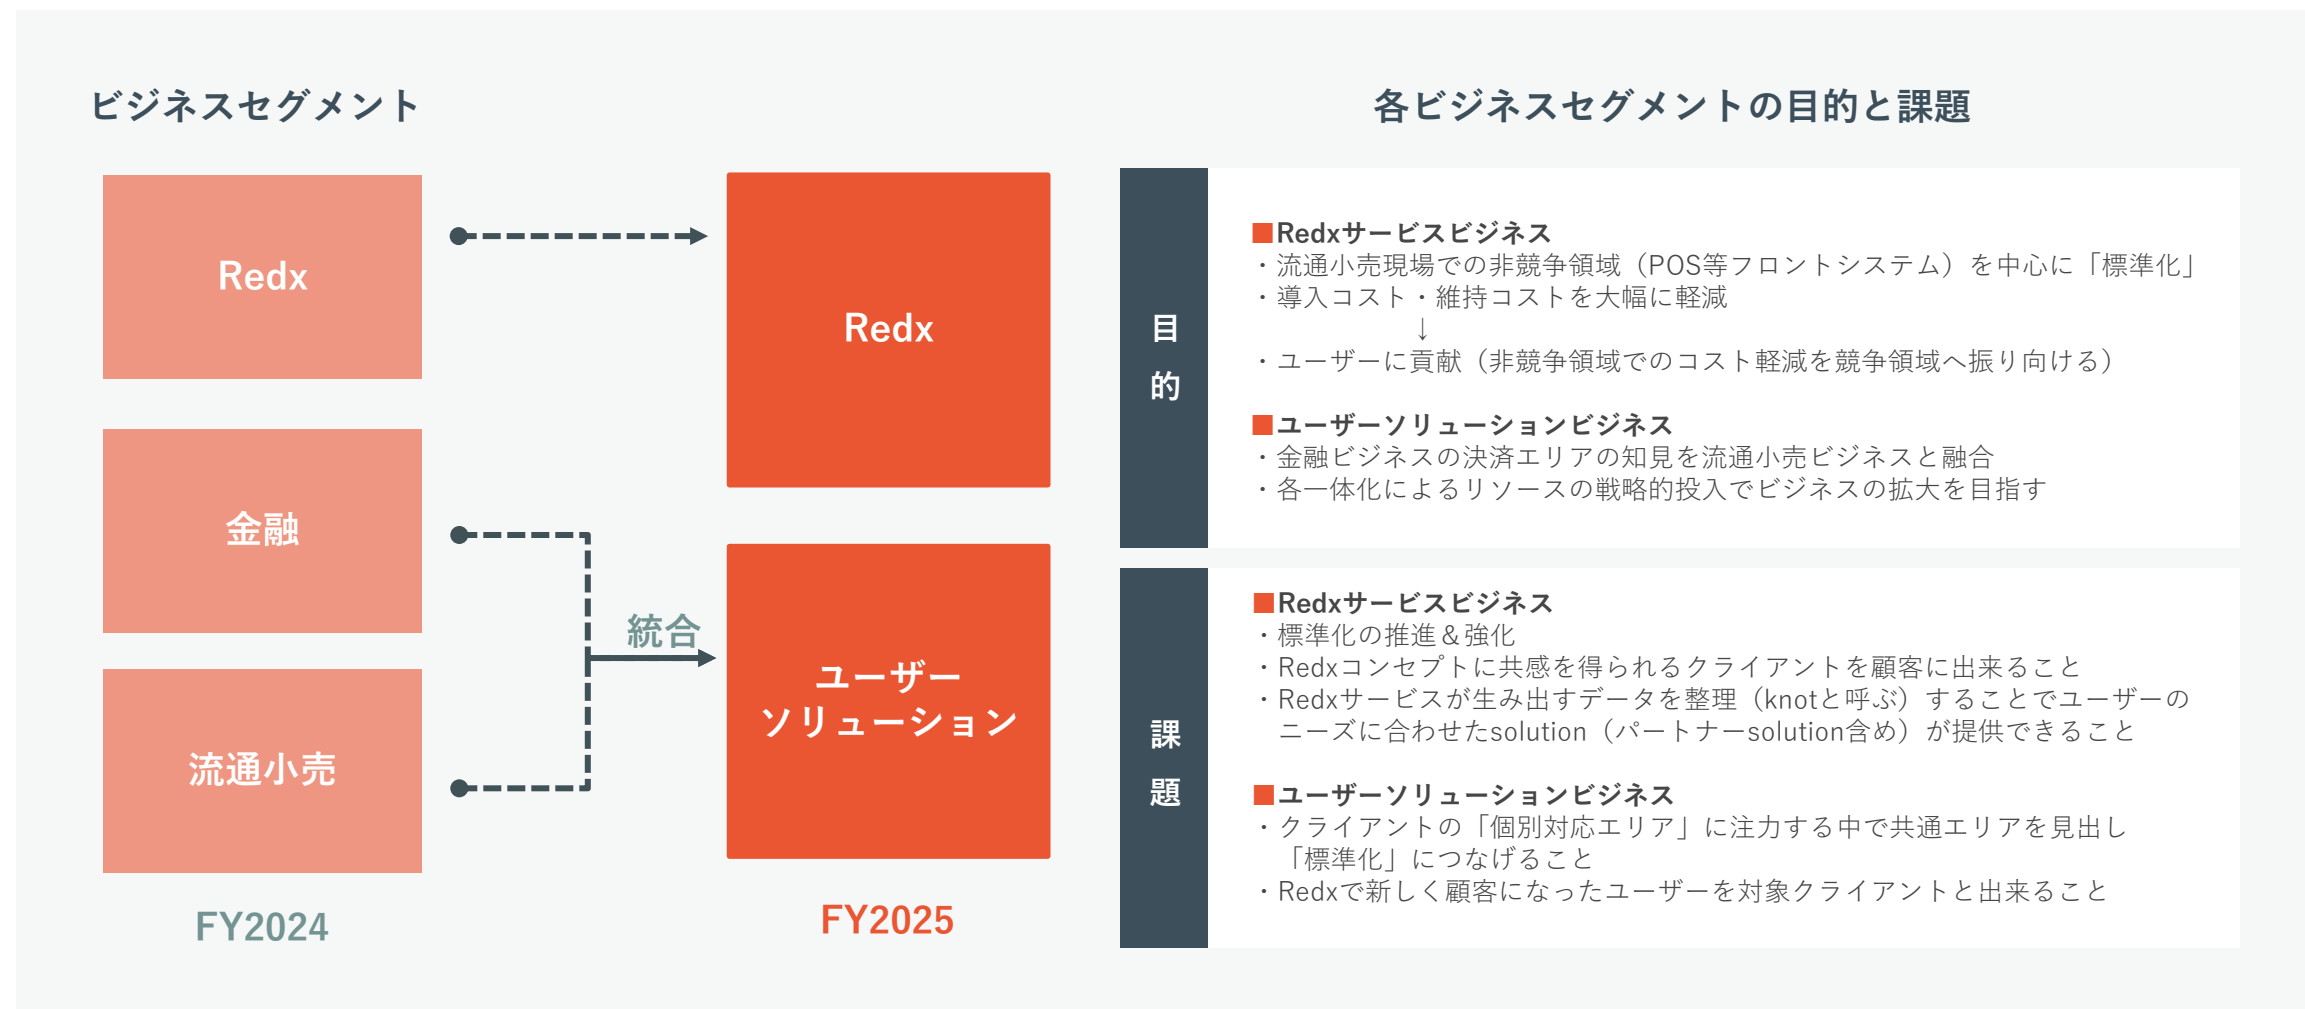 ビジネスセグメント
Redx
金融
流通小売
FY2024
統合
Redx
ユーザー
ソリューション
FY2025
各ビジネスセグメントの目的と課題
目的
■Redxサービスビジネス
・流通小売現場での非競争領域（POS等フロントシステム）を中心に「標準化」
・導入コスト・維持コストを大幅に軽減
↓
・ユーザーに貢献（非競争領域でのコスト軽減を競争領域へ振り向ける）
■ユーザーソリューションビジネス
・金融ビジネスの決済エリアの知見を流通小売ビジネスと融合
・各一体化によるリソースの戦略的投入でビジネスの拡大を目指す
課題
■Redxサービスビジネス
・標準化の推進＆強化
・Redxコンセプトに共感を得られるクライアントを顧客に出来ること
・Redxサービスが生み出すデータを整理（knotと呼ぶ）することでユーザーの
ニーズに合わせたsolution（パートナーsolution含め）が提供できること
■ユーザーソリューションビジネス
・クライアントの「個別対応エリア」に注力する中で共通エリアを見出し
「標準化」につなげること
・Redxで新しく顧客になったユーザーを対象クライアントと出来ること